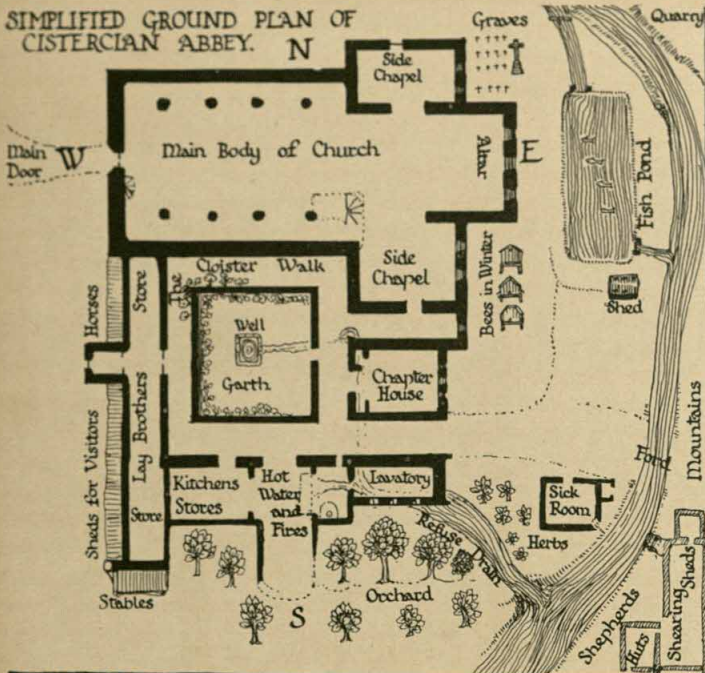 SIMPLIFIED GROUND PLAN OF
CISTERCIAN ABBEY.
N
Graves
Quarry
Side
Chapel
Main
Door
W
Main Body of Church
Altar
E
Fish Pond
Side
Chapel
Bees in Winter
Shed
The
Cloister Walk
Store
Horses
Well
Garth
Chapter
House
Lay Brothers
Sheds for Visitors
Store
Kitchens
Stores
Hot
Water
and
Fires
Lavatory
Refuse Drain
Herbs
Sick
Room
Ford
Mountains
Stables
S
Orchard
Shepherds
Huts
Shearing
Sheds